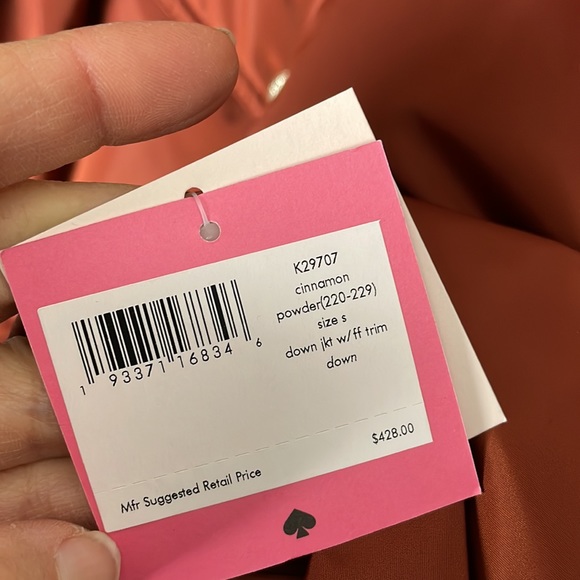 K29707
cinnamon
powder(220-229)
size s
down jkt w/ff trim
down
1 93371 16834 6
$428.00
Mfr Suggested Retail Price